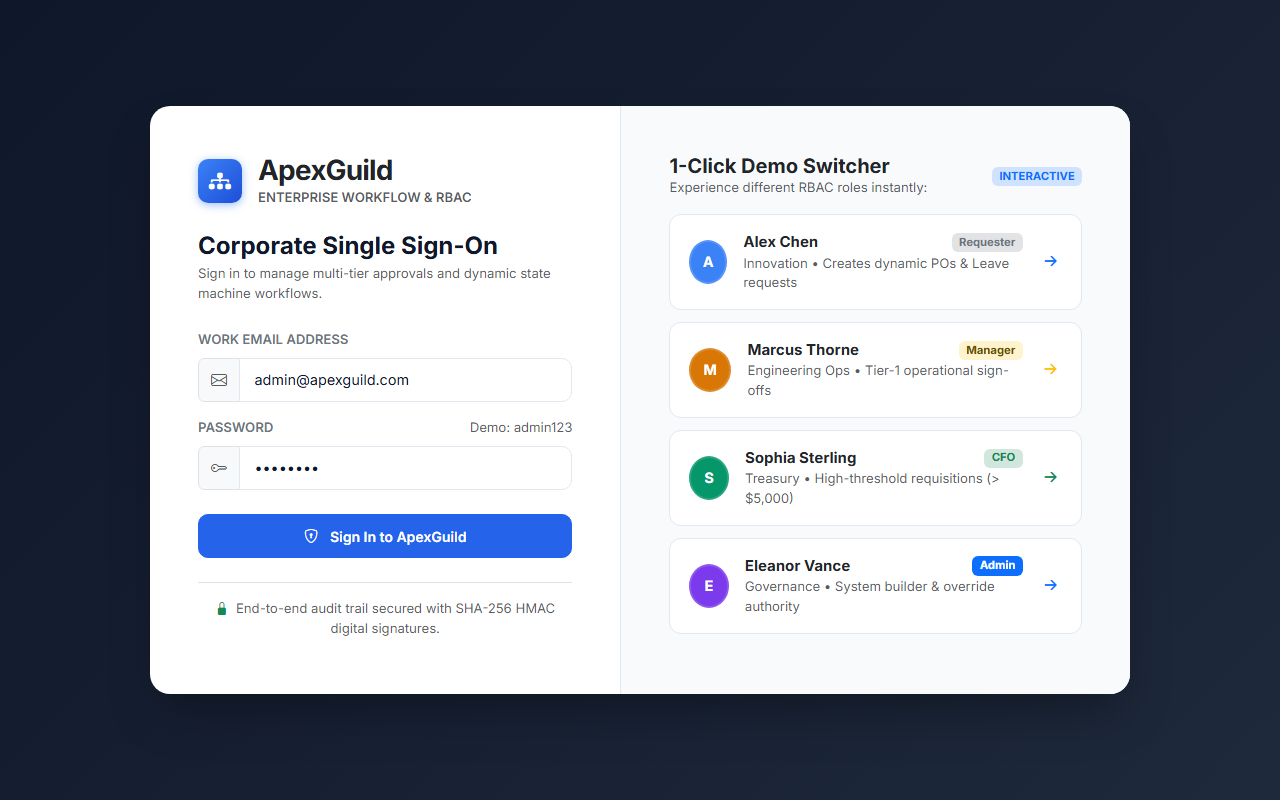 ApexGuild
ENTERPRISE WORKFLOW & RBAC
Corporate Single Sign-On
Sign in to manage multi-tier approvals and dynamic state
machine workflows.
WORK EMAIL ADDRESS
admin@apexguild.com
PASSWORD
Demo: admin123
••••••••
Sign In to ApexGuild
End-to-end audit trail secured with SHA-256 HMAC
digital signatures.
1-Click Demo Switcher
Experience different RBAC roles instantly:
INTERACTIVE
A
Alex Chen
Requester
Innovation • Creates dynamic POs & Leave
requests
M
Marcus Thorne
Manager
Engineering Ops • Tier-1 operational sign-
offs
S
Sophia Sterling
CFO
Treasury • High-threshold requisitions (>
$5,000)
E
Eleanor Vance
Admin
Governance • System builder & override
authority